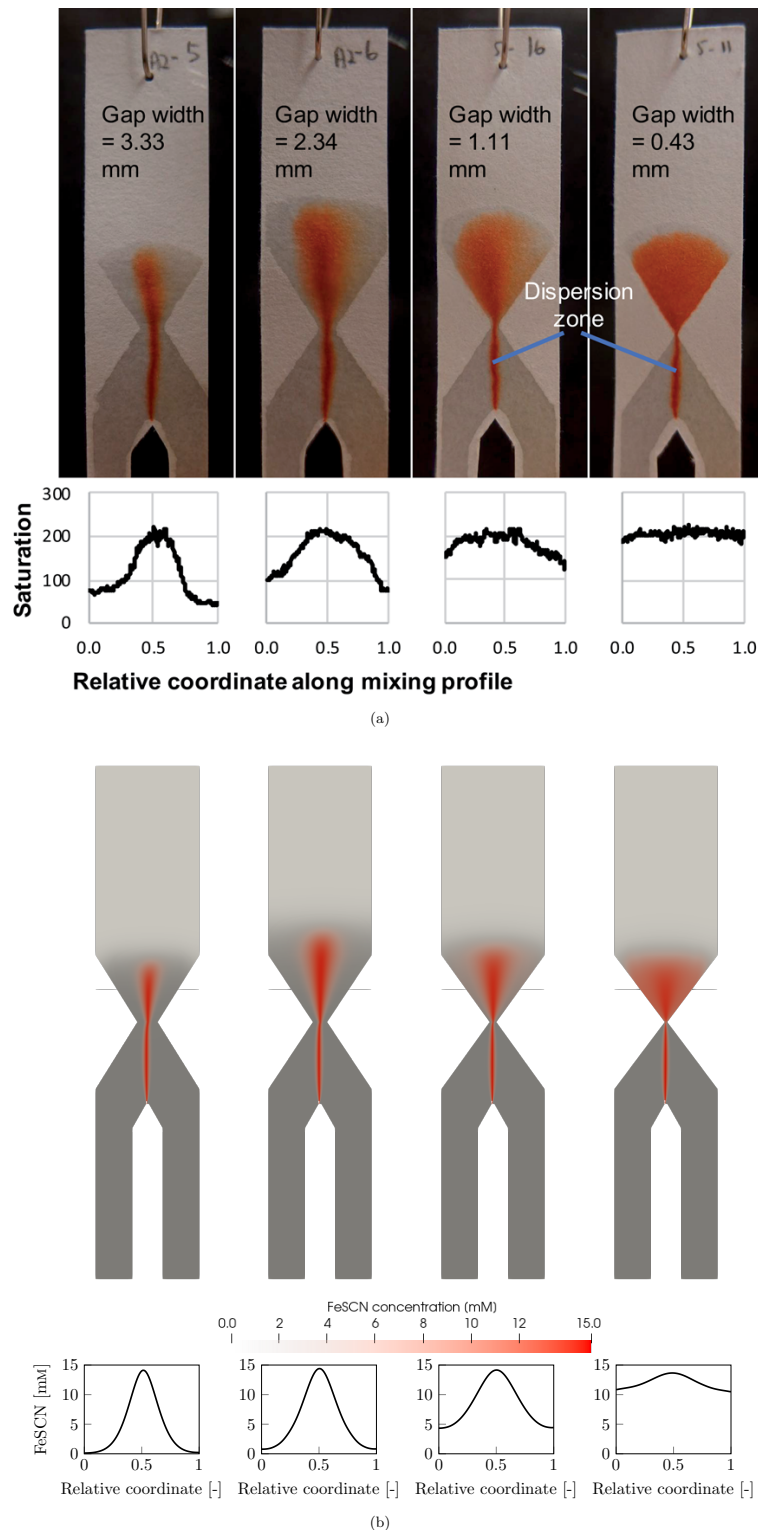 A2-5
A2-6
S-16
S-11
Gap width
= 3.33
mm
Gap width
= 2.34
mm
Gap width
= 1.11
mm
Gap width
= 0.43
mm
Dispersion
zone
Saturation
300
200
100
0
0.0 0.5 1.0
0.0 0.5 1.0
0.0 0.5 1.0
0.0 0.5 1.0
Relative coordinate along mixing profile
(a)
FeSCN concentration [mM]
0.0 2 4 6 8 10 12 15.0
FeSCN [mM]
15
10
5
0
0 0.5 1
Relative coordinate [-]
15
10
5
0
0 0.5 1
Relative coordinate [-]
15
10
5
0
0 0.5 1
Relative coordinate [-]
15
10
5
0
0 0.5 1
Relative coordinate [-]
(b)